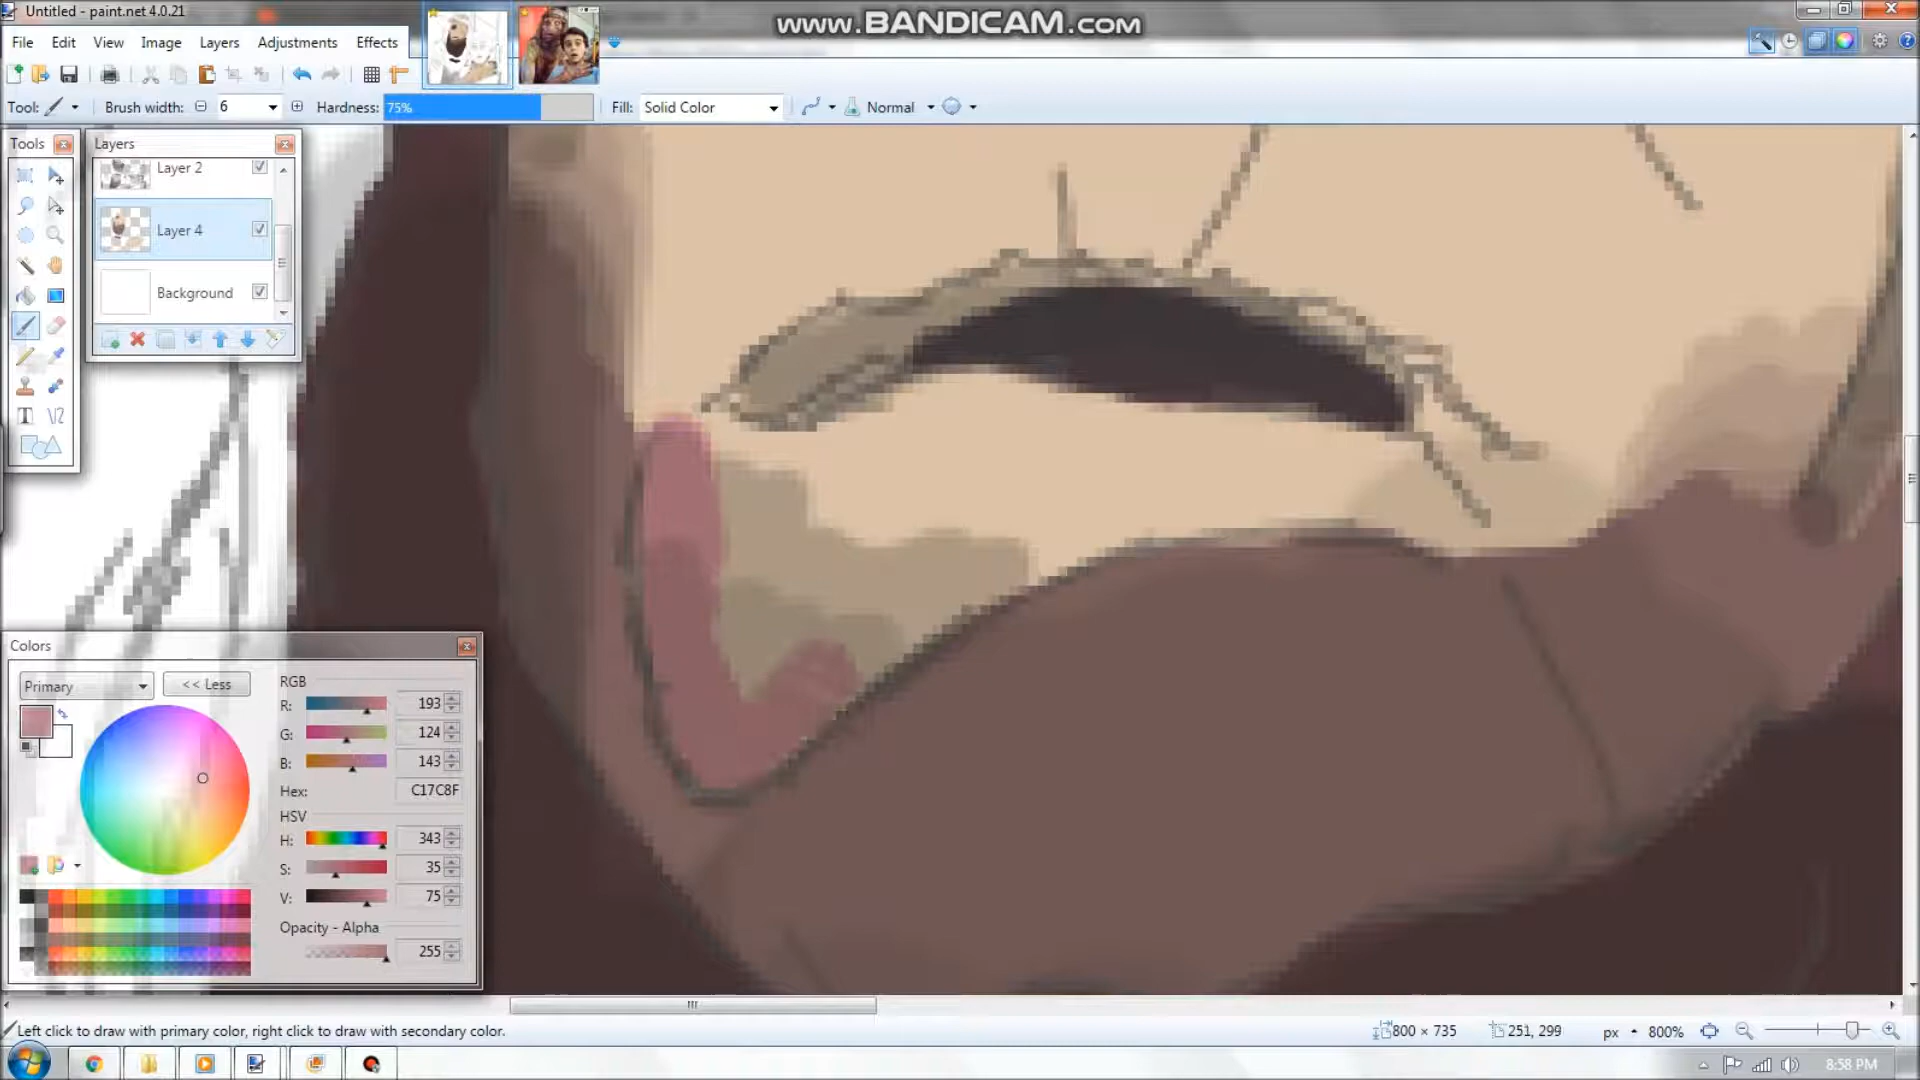 Untitled - paint.net 4.0.21
www.BANDICAM.com
File Edit View Image Layers Adjustments Effects
Tool: Brush width: 6 Hardness: 75% Fill: Solid Color Normal
Tools
Layers
Layer 2
Layer 4
Background
Colors
Primary
<< Less
RGB
R: 193
G: 124
B: 143
Hex: C17C8F
HSV
H: 343
S: 35
V: 75
Opacity - Alpha
255
Left click to draw with primary color, right click to draw with secondary color.
800 × 735 251, 299 px 800%
8:58 PM